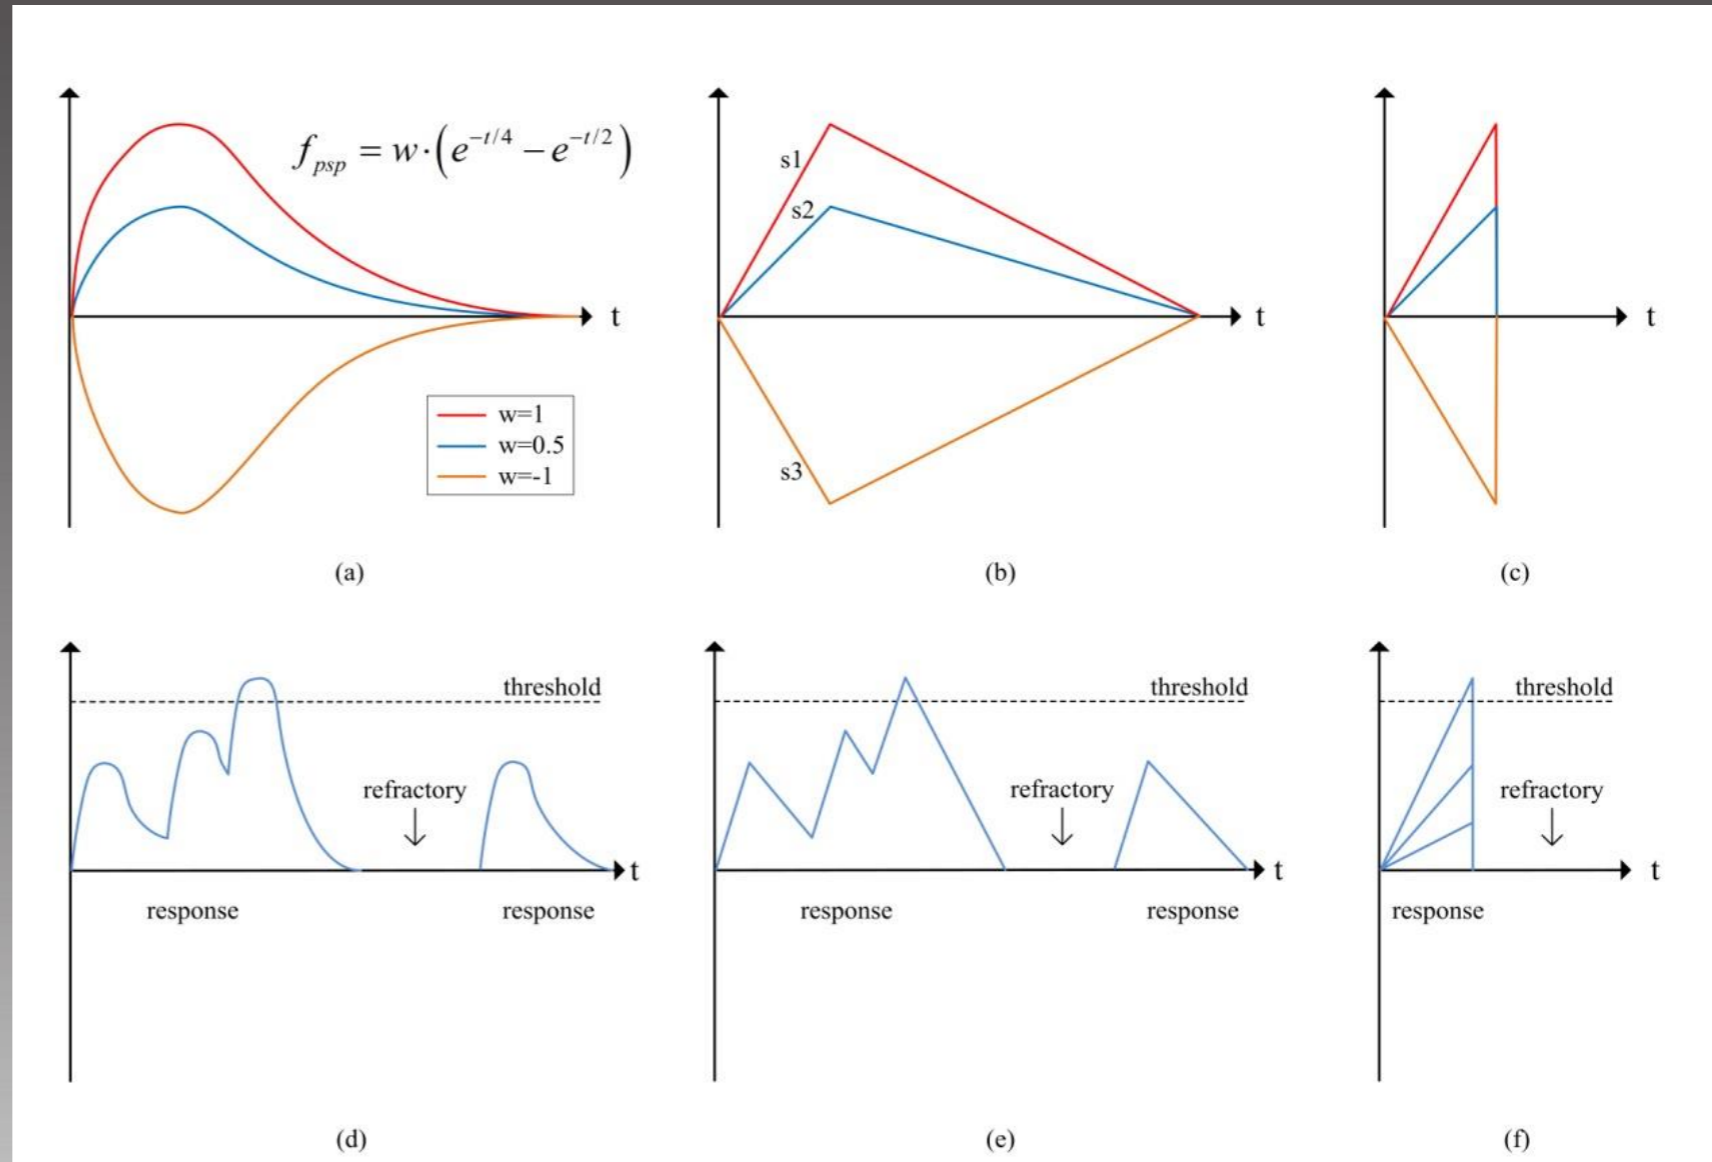 f_psp = w·(e^{-t/4} − e^{-t/2})
t
w=1
w=0.5
w=-1
(a)
s1
s2
s3
t
(b)
t
(c)
threshold
refractory
t
response
response
(d)
threshold
refractory
t
response
response
(e)
threshold
refractory
t
response
(f)